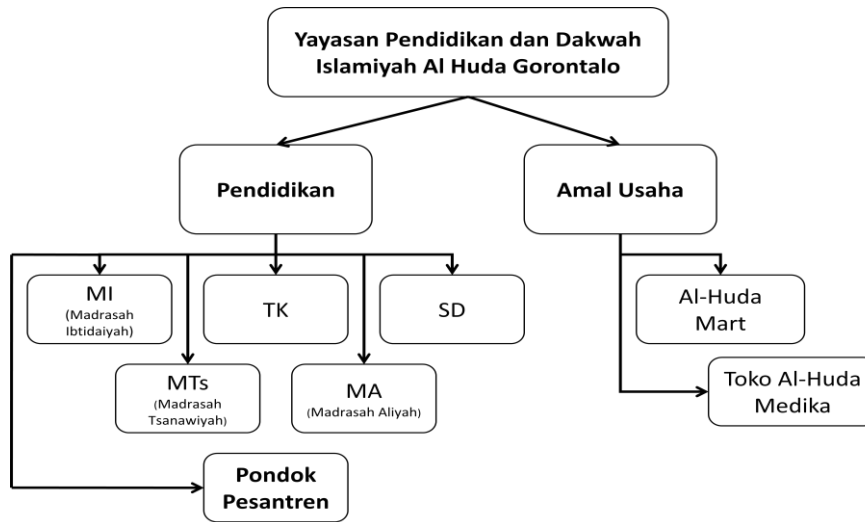 Yayasan Pendidikan dan Dakwah
Islamiyah Al Huda Gorontalo
Pendidikan
Amal Usaha
MI
(Madrasah
Ibtidaiyah)
TK
SD
Al-Huda
Mart
MTs
(Madrasah
Tsanawiyah)
MA
(Madrasah Aliyah)
Toko Al-Huda
Medika
Pondok
Pesantren